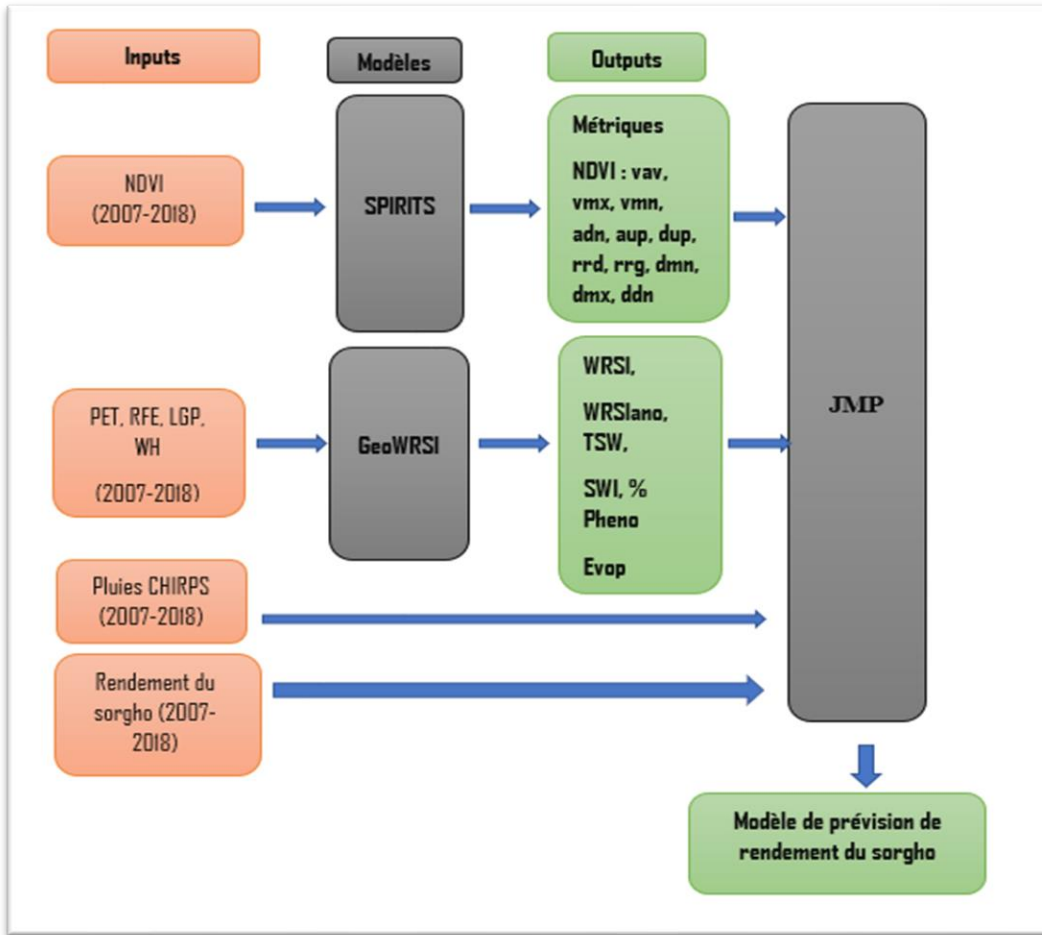 Inputs
Modèles
Outputs
NDVI
(2007-2018)
SPIRITS
Métriques
NDVI : vav,
vmx, vmn,
adn, aup, dup,
rrd, rrg, dmn,
dmx, ddn
PET, RFE, LGP,
WH
(2007-2018)
GeoWRSI
WRSI,
WRSIano,
TSW,
SWI, %
Pheno
Evop
JMP
Pluies CHIRPS
(2007-2018)
Rendement du
sorgho (2007-
2018)
Modèle de prévision de
rendement du sorgho